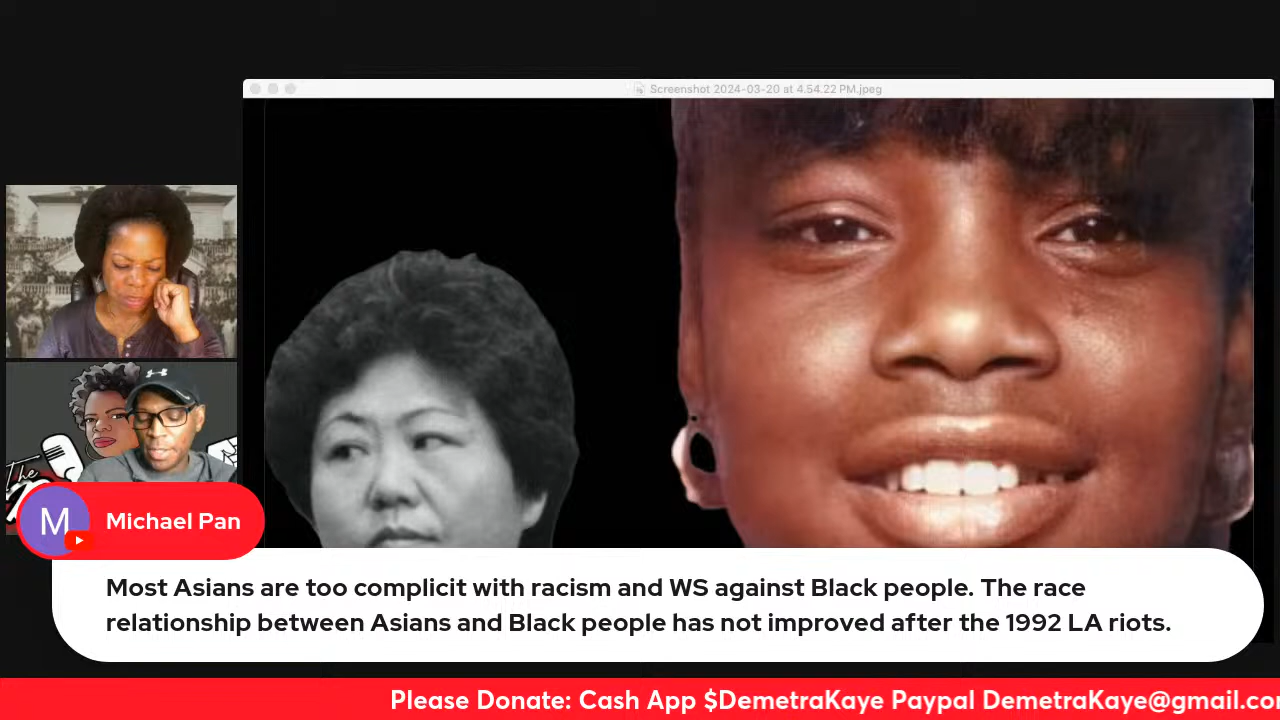 Screenshot 2024-03-20 at 4.54.22 PM.jpeg
The
M
Michael Pan
Most Asians are too complicit with racism and WS against Black people. The race
relationship between Asians and Black people has not improved after the 1992 LA riots.
Please Donate: Cash App $DemetraKaye Paypal DemetraKaye@gmail.co